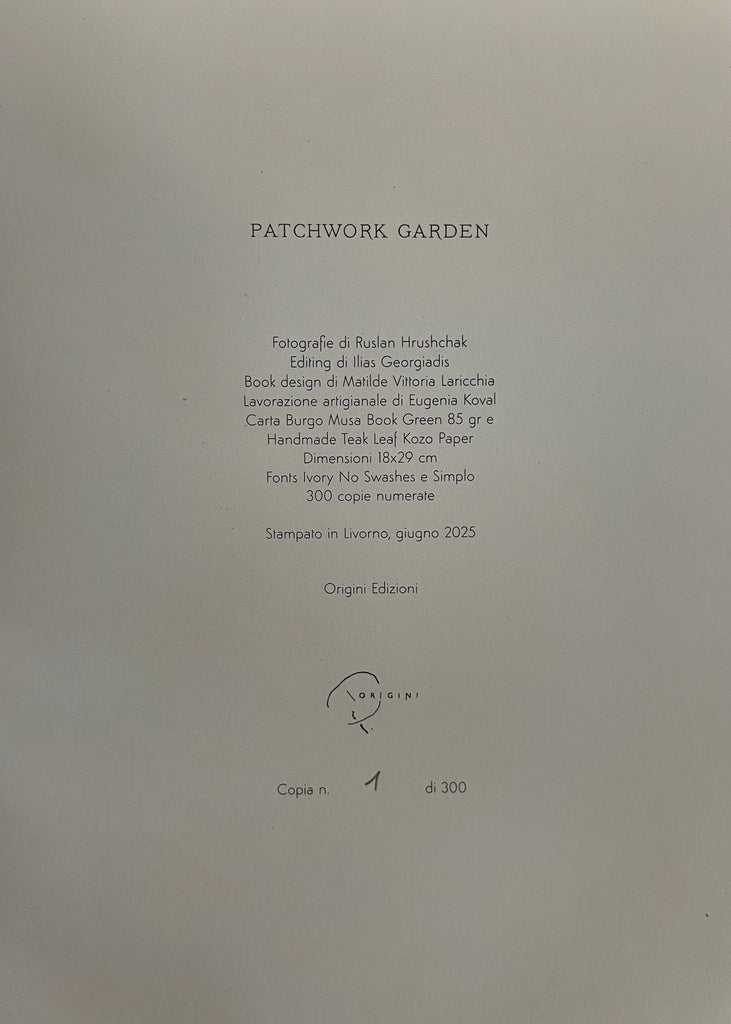 PATCHWORK GARDEN
Fotografie di Ruslan Hrushchak
Editing di Ilias Georgiadis
Book design di Matilde Vittoria Laricchia
Lavorazione artigianale di Eugenia Koval
Carta Burgo Musa Book Green 85 gr e
Handmade Teak Leaf Kozo Paper
Dimensioni 18x29 cm
Fonts Ivory No Swashes e Simplo
300 copie numerate
Stampato in Livorno, giugno 2025
Origini Edizioni
ORIGINI
Copia n. 1 di 300